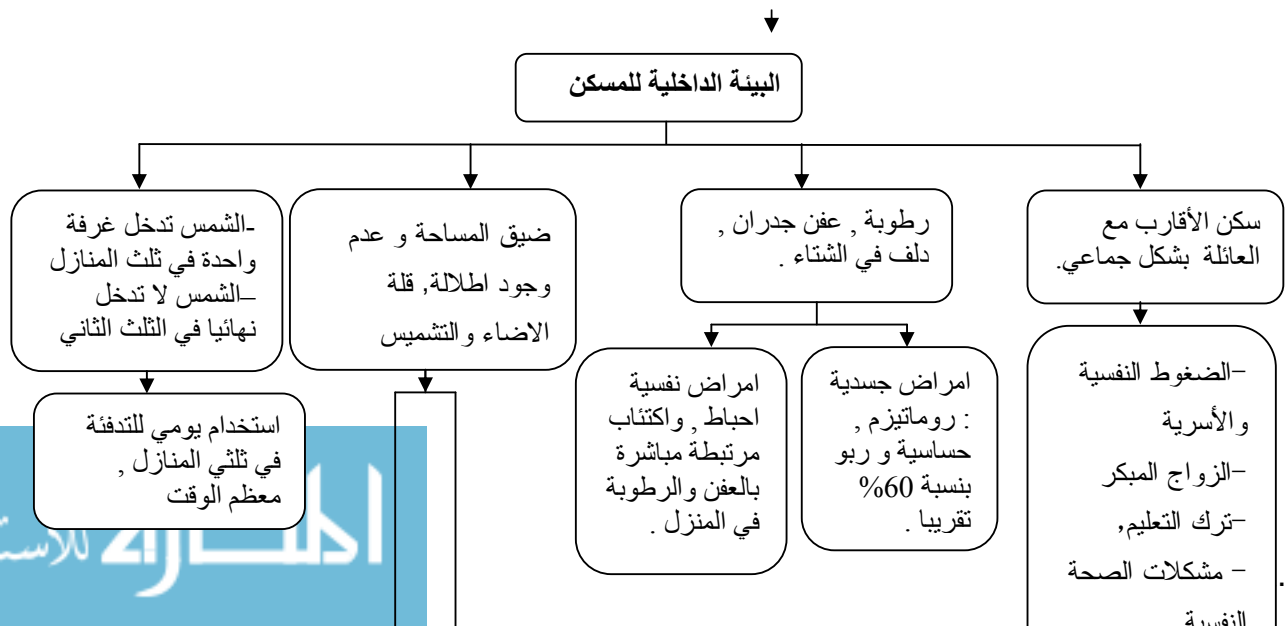 البيئة الداخلية للمسكن
سكن الأقارب مع
العائلة بشكل جماعي.
رطوبة , عفن جدران ,
دلف في الشتاء .
ضيق المساحة و عدم
وجود اطلالة, قلة
الاضاء والتشميس
-الشمس تدخل غرفة
واحدة في ثلث المنازل
–الشمس لا تدخل
نهائيا في الثلث الثاني
–الضغوط النفسية
والأسرية
–الزواج المبكر
–ترك التعليم,
– مشكلات الصحة
النفسية
.
امراض جسدية
: روماتيزم ,
حساسية و ربو
بنسبة 60%
تقريبا .
امراض نفسية
احباط , واكتئاب
مرتبطة مباشرة
بالعفن والرطوبة
في المنزل .
استخدام يومي للتدفئة
في ثلثي المنازل ,
معظم الوقت